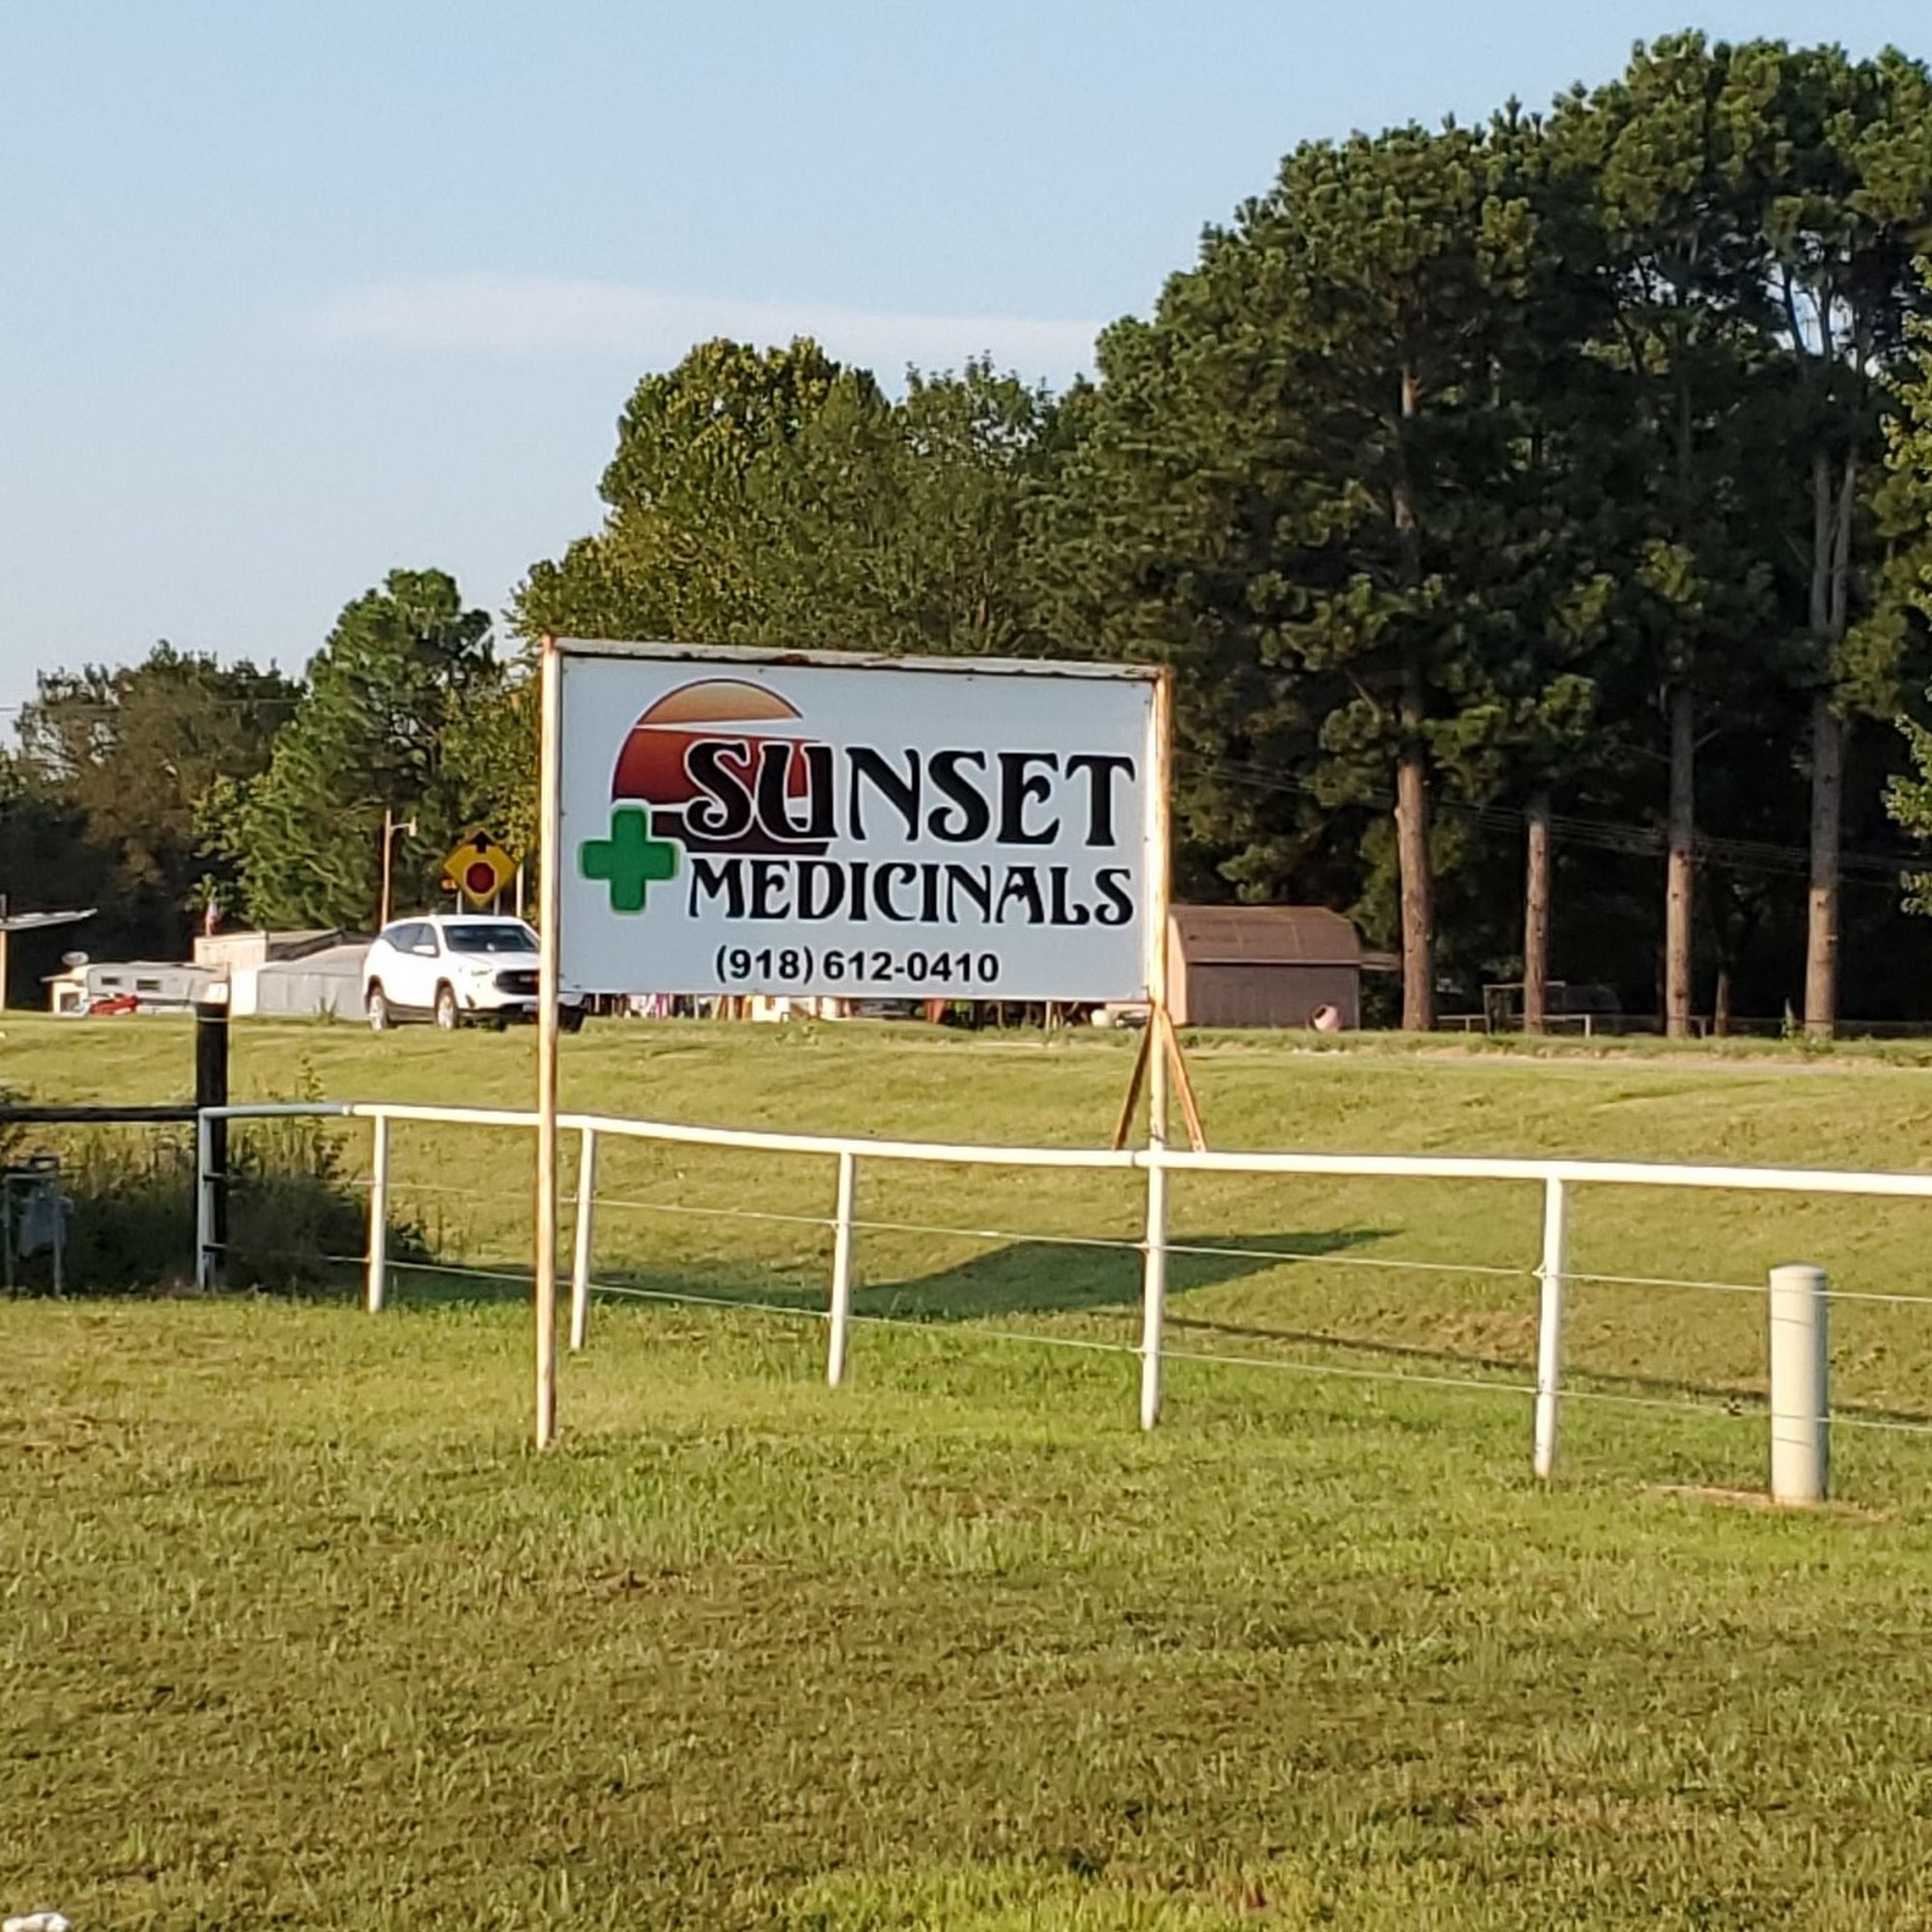 SUNSET
MEDICINALS
(918) 612-0410